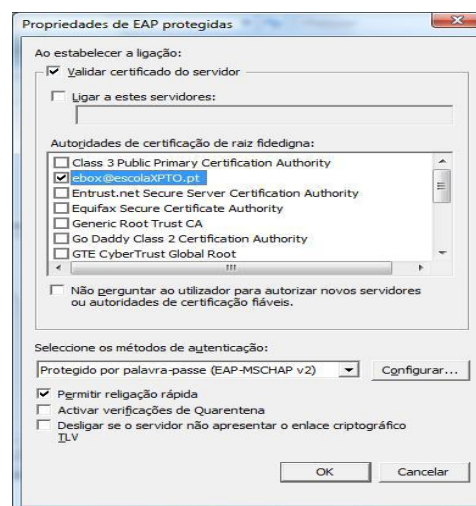 Propriedades de EAP protegidas
Ao estabelecer a ligação:
Validar certificado do servidor
Ligar a estes servidores:
Autoridades de certificação de raiz fidedigna:
Class 3 Public Primary Certification Authority
ebox@escolaXPTO.pt
Entrust.net Secure Server Certification Authority
Equifax Secure Certificate Authority
Generic Root Trust CA
Go Daddy Class 2 Certification Authority
GTE CyberTrust Global Root
Não perguntar ao utilizador para autorizar novos servidores
ou autoridades de certificação fiáveis.
Seleccione os métodos de autenticação:
Protegido por palavra-passe (EAP-MSCHAP v2) Configurar...
Permitir religação rápida
Activar verificações de Quarentena
Desligar se o servidor não apresentar o enlace criptográfico
TLV
OK Cancelar